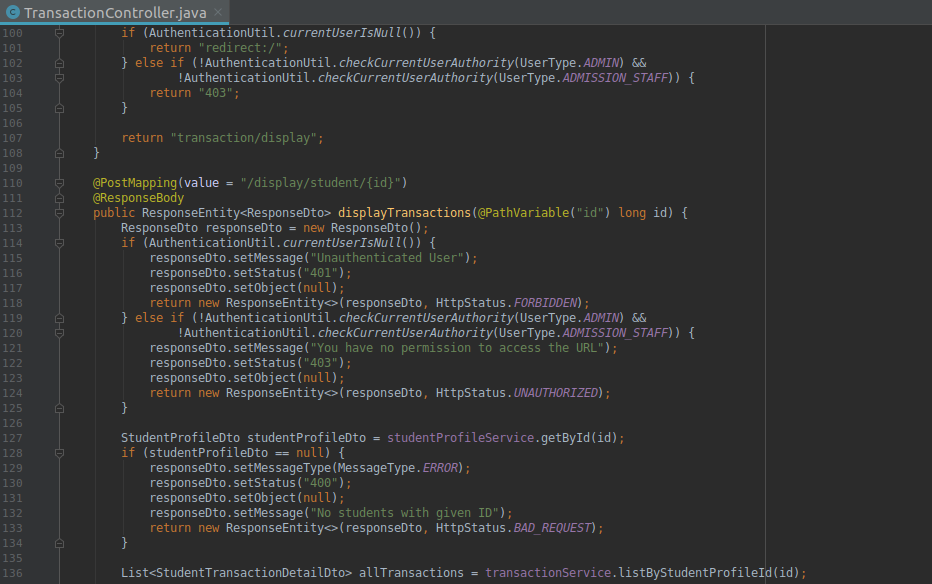 TransactionController.java
100 if (AuthenticationUtil.currentUserIsNull()) {
101 return "redirect:/";
102 } else if (!AuthenticationUtil.checkCurrentUserAuthority(UserType.ADMIN) &&
103 !AuthenticationUtil.checkCurrentUserAuthority(UserType.ADMISSION_STAFF)) {
104 return "403";
105 }
106
107 return "transaction/display";
108 }
109
110 @PostMapping(value = "/display/student/{id}")
111 @ResponseBody
112 public ResponseEntity<ResponseDto> displayTransactions(@PathVariable("id") long id) {
113 ResponseDto responseDto = new ResponseDto();
114 if (AuthenticationUtil.currentUserIsNull()) {
115 responseDto.setMessage("Unauthenticated User");
116 responseDto.setStatus("401");
117 responseDto.setObject(null);
118 return new ResponseEntity<>(responseDto, HttpStatus.FORBIDDEN);
119 } else if (!AuthenticationUtil.checkCurrentUserAuthority(UserType.ADMIN) &&
120 !AuthenticationUtil.checkCurrentUserAuthority(UserType.ADMISSION_STAFF)) {
121 responseDto.setMessage("You have no permission to access the URL");
122 responseDto.setStatus("403");
123 responseDto.setObject(null);
124 return new ResponseEntity<>(responseDto, HttpStatus.UNAUTHORIZED);
125 }
126
127 StudentProfileDto studentProfileDto = studentProfileService.getById(id);
128 if (studentProfileDto == null) {
129 responseDto.setMessageType(MessageType.ERROR);
130 responseDto.setStatus("400");
131 responseDto.setObject(null);
132 responseDto.setMessage("No students with given ID");
133 return new ResponseEntity<>(responseDto, HttpStatus.BAD_REQUEST);
134 }
135
136 List<StudentTransactionDetailDto> allTransactions = transactionService.listByStudentProfileId(id);